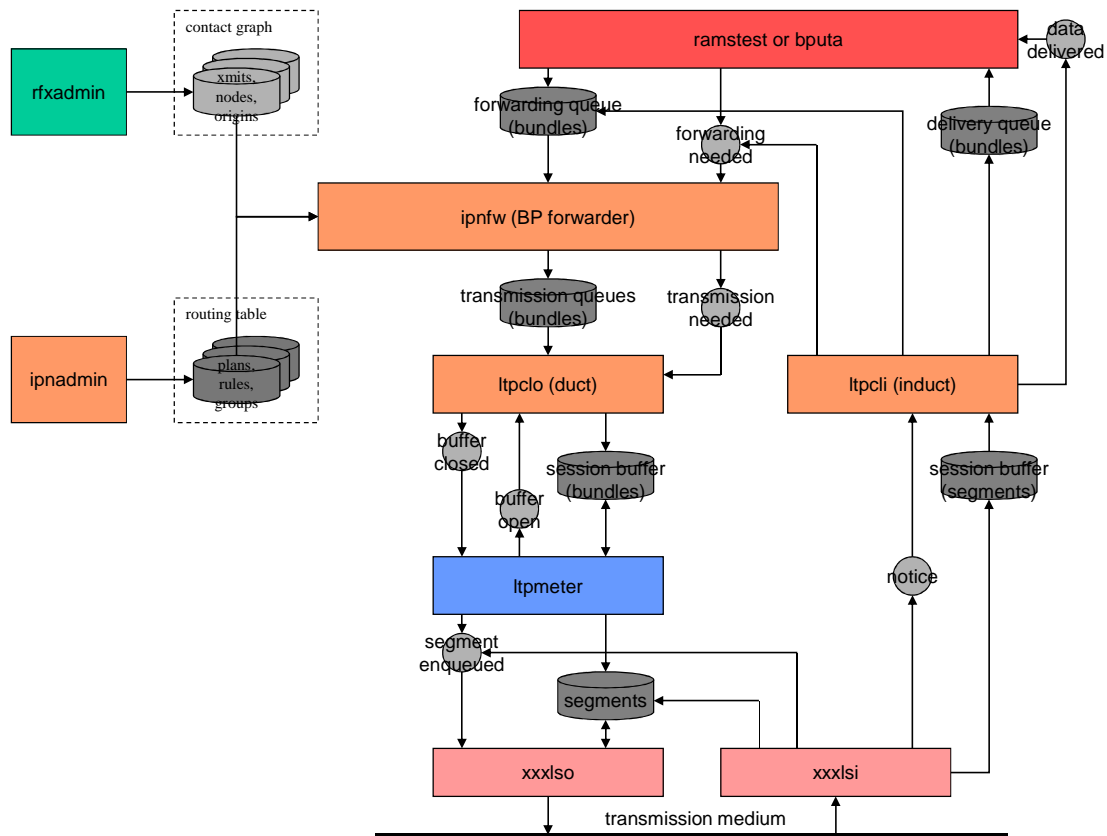 contact graph
rfxadmin
xmits,
nodes,
origins
ramstest or bputa
data
delivered
forwarding queue
(bundles)
forwarding
needed
delivery queue
(bundles)
ipnfw (BP forwarder)
transmission queues
(bundles)
transmission
needed
routing table
ipnadmin
plans,
rules,
groups
ltpclo (duct)
ltpcli (induct)
buffer
closed
buffer
open
session buffer
(bundles)
session buffer
(segments)
ltpmeter
notice
segment
enqueued
segments
xxxlso
xxxlsi
transmission medium